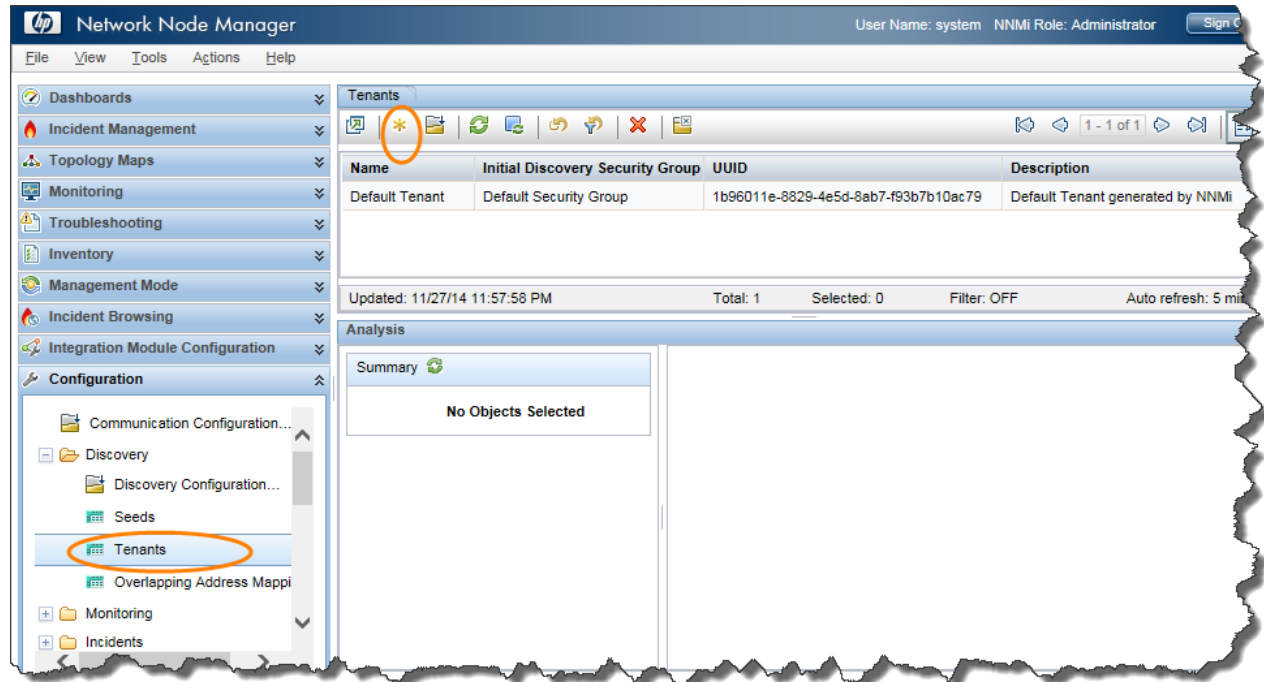 hp Network Node Manager User Name: system NNMi Role: Administrator Sign
File View Tools Actions Help
Dashboards
Incident Management
Topology Maps
Monitoring
Troubleshooting
Inventory
Management Mode
Incident Browsing
Integration Module Configuration
Configuration
Communication Configuration...
Discovery
Discovery Configuration...
Seeds
Tenants
Overlapping Address Mappi
Monitoring
Incidents
Tenants
1 - 1 of 1
Name Initial Discovery Security Group UUID Description
Default Tenant Default Security Group 1b96011e-8829-4e5d-8ab7-f93b7b10ac79 Default Tenant generated by NNMi
Updated: 11/27/14 11:57:58 PM Total: 1 Selected: 0 Filter: OFF Auto refresh: 5 mi
Analysis
Summary
No Objects Selected